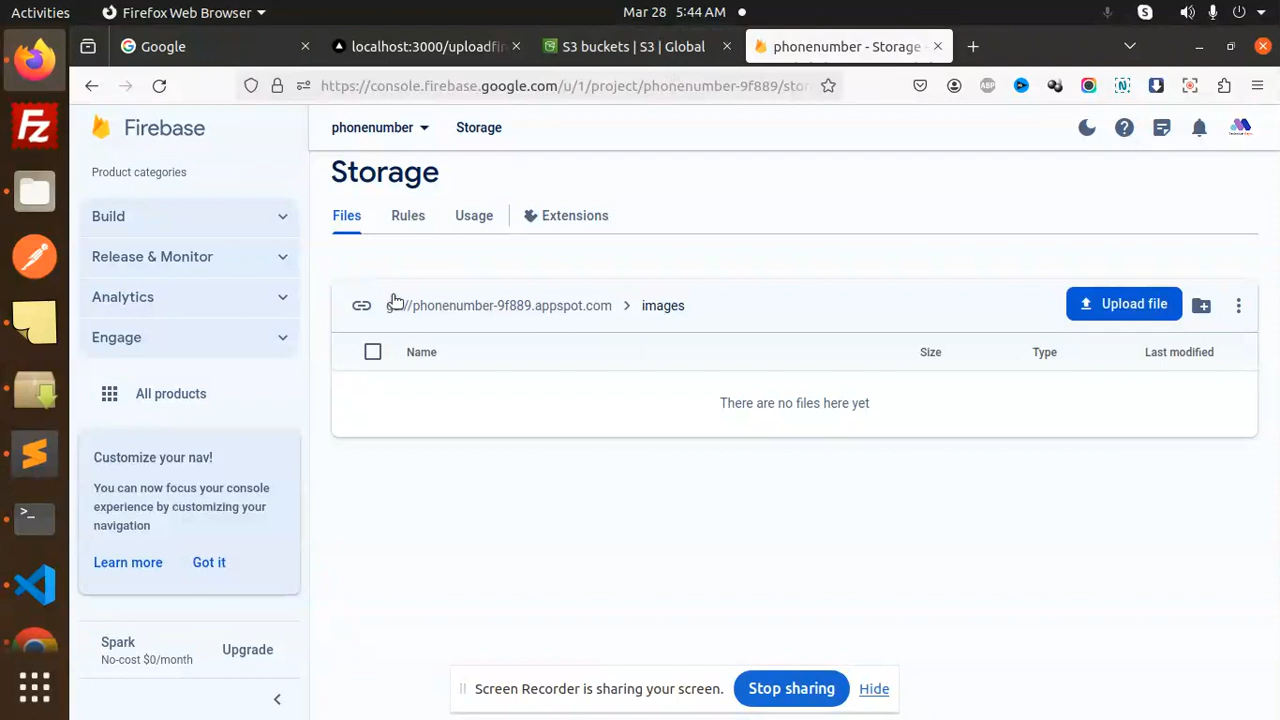 Activities
Firefox Web Browser
Mar 28 5:44 AM
Google
localhost:3000/uploadfir
S3 buckets | S3 | Global
phonenumber - Storage -
https://console.firebase.google.com/u/1/project/phonenumber-9f889/stor
Firebase
phonenumber
Storage
Product categories
Storage
Build
Files
Rules
Usage
Extensions
Release & Monitor
Analytics
//phonenumber-9f889.appspot.com
images
Upload file
Engage
Name
Size
Type
Last modified
All products
There are no files here yet
Customize your nav!
You can now focus your console
experience by customizing your
navigation
Learn more
Got it
Spark
No-cost $0/month
Upgrade
Screen Recorder is sharing your screen.
Stop sharing
Hide